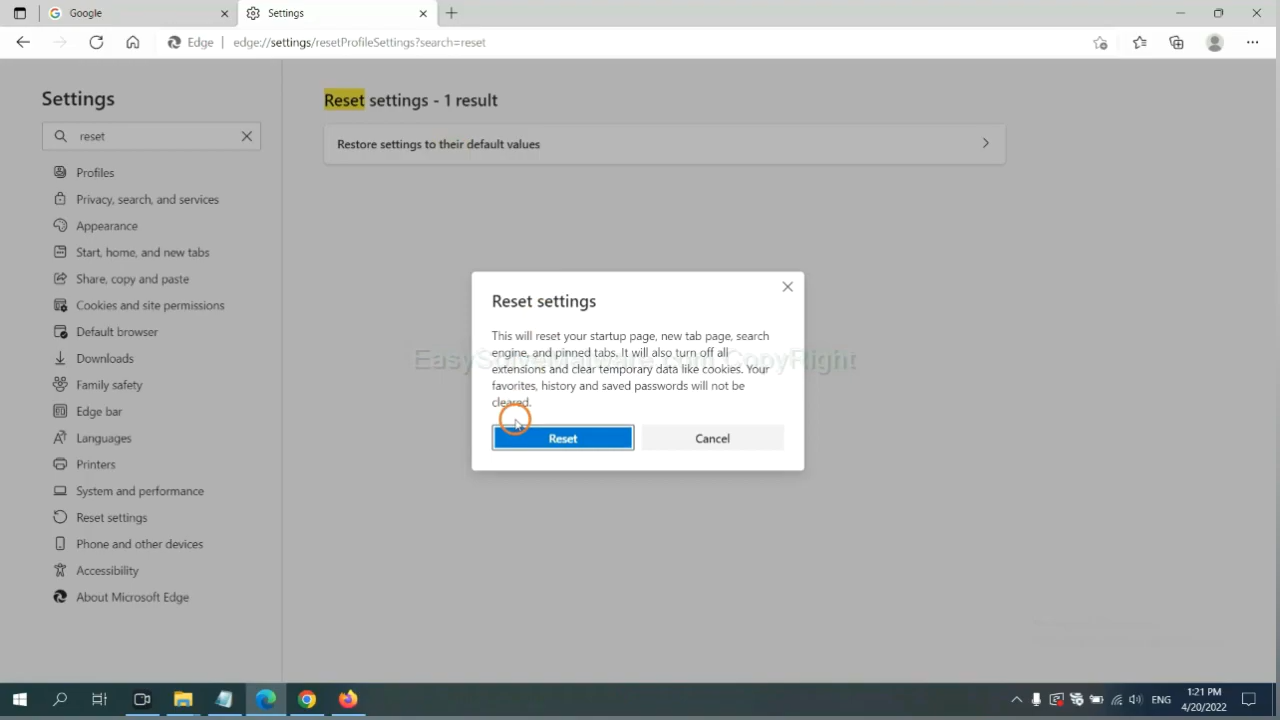 Google
Settings
Edge
edge://settings/resetProfileSettings?search=reset
Settings
reset
Profiles
Privacy, search, and services
Appearance
Start, home, and new tabs
Share, copy and paste
Cookies and site permissions
Default browser
Downloads
Family safety
Edge bar
Languages
Printers
System and performance
Reset settings
Phone and other devices
Accessibility
About Microsoft Edge
Reset settings - 1 result
Restore settings to their default values
Reset settings
This will reset your startup page, new tab page, search
engine, and pinned tabs. It will also turn off all
extensions and clear temporary data like cookies. Your
favorites, history and saved passwords will not be
cleared.
Reset
Cancel
CopyRight
ENG
1:21 PM
4/20/2022